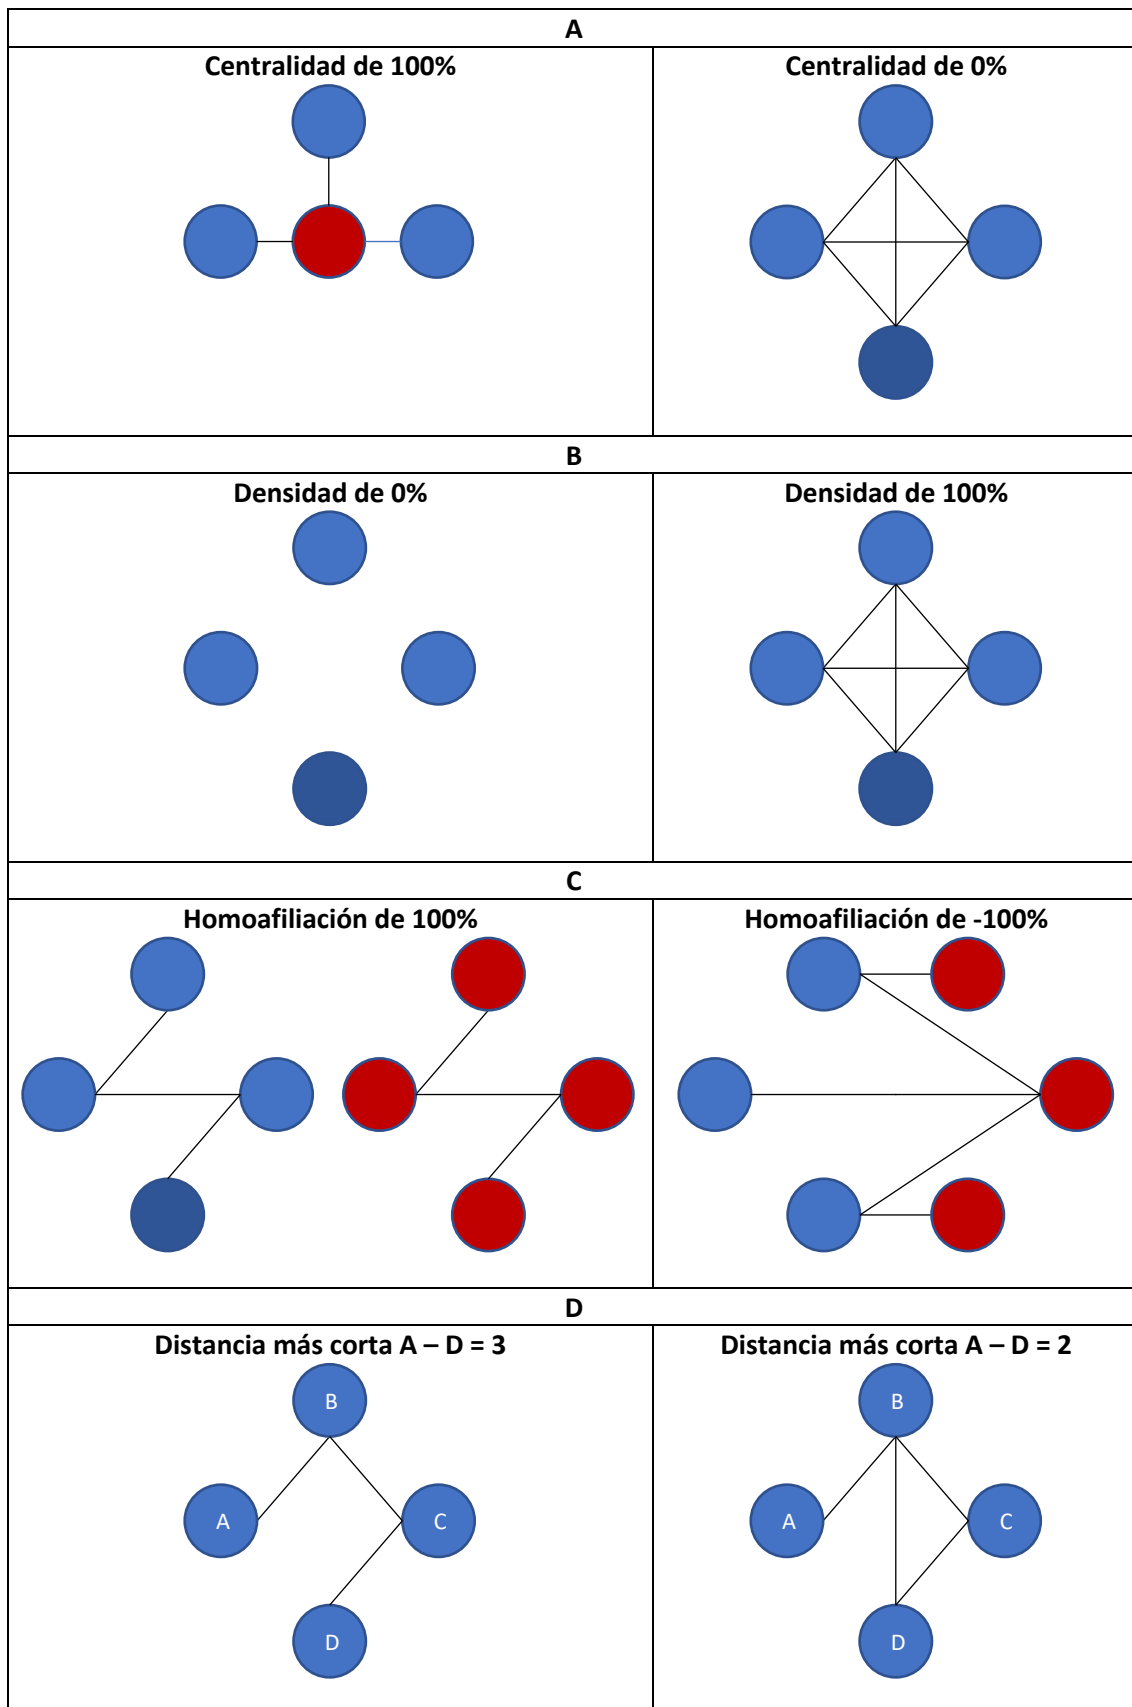 A
Centralidad de 100%
Centralidad de 0%
B
Densidad de 0%
Densidad de 100%
C
Homoafiliación de 100%
Homoafiliación de -100%
D
Distancia más corta A – D = 3
Distancia más corta A – D = 2
B
B
A
C
A
C
D
D